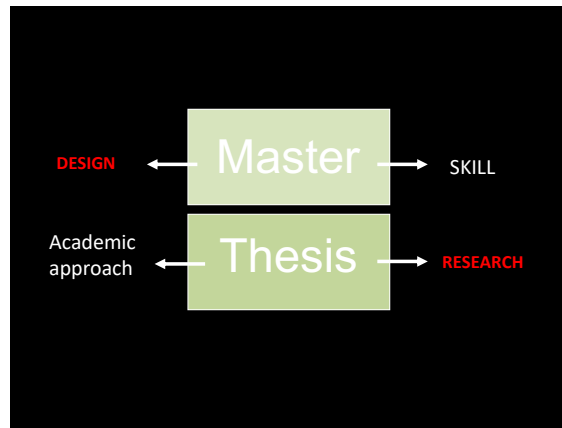 Master
DESIGN
SKILL
Thesis
Academic
approach
RESEARCH